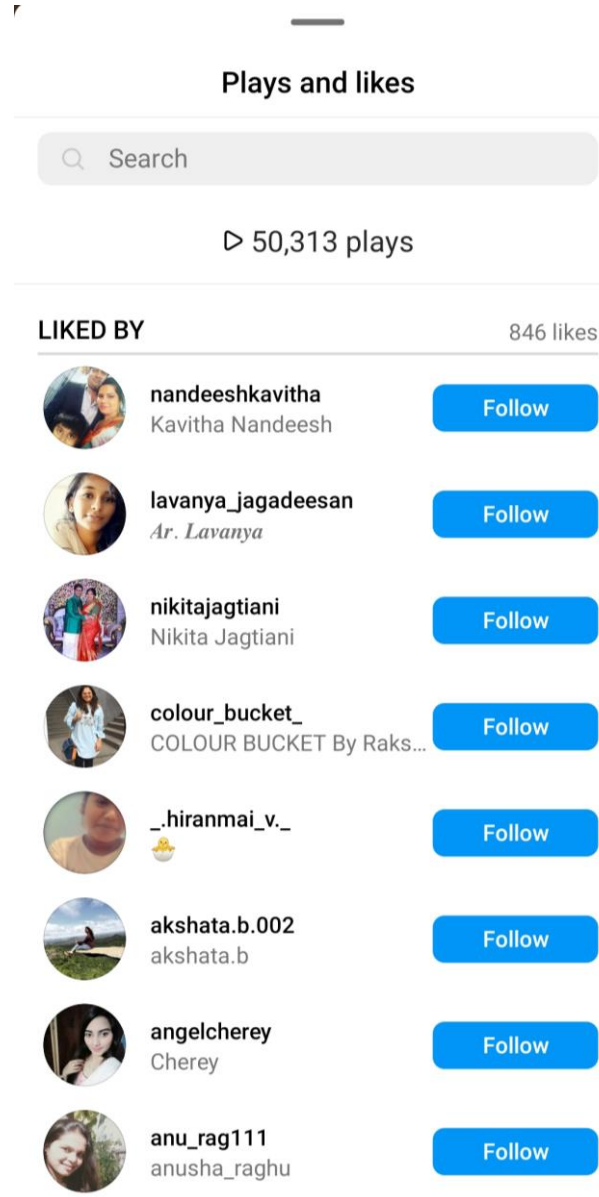 Plays and likes
Search
50,313 plays
LIKED BY 846 likes
nandeeshkavitha
Kavitha Nandeesh
Follow
lavanya_jagadeesan
Ar. Lavanya
Follow
nikitajagtiani
Nikita Jagtiani
Follow
colour_bucket_
COLOUR BUCKET By Raks...
Follow
_.hiranmai_v._
🐣
Follow
akshata.b.002
akshata.b
Follow
angelcherey
Cherey
Follow
anu_rag111
anusha_raghu
Follow